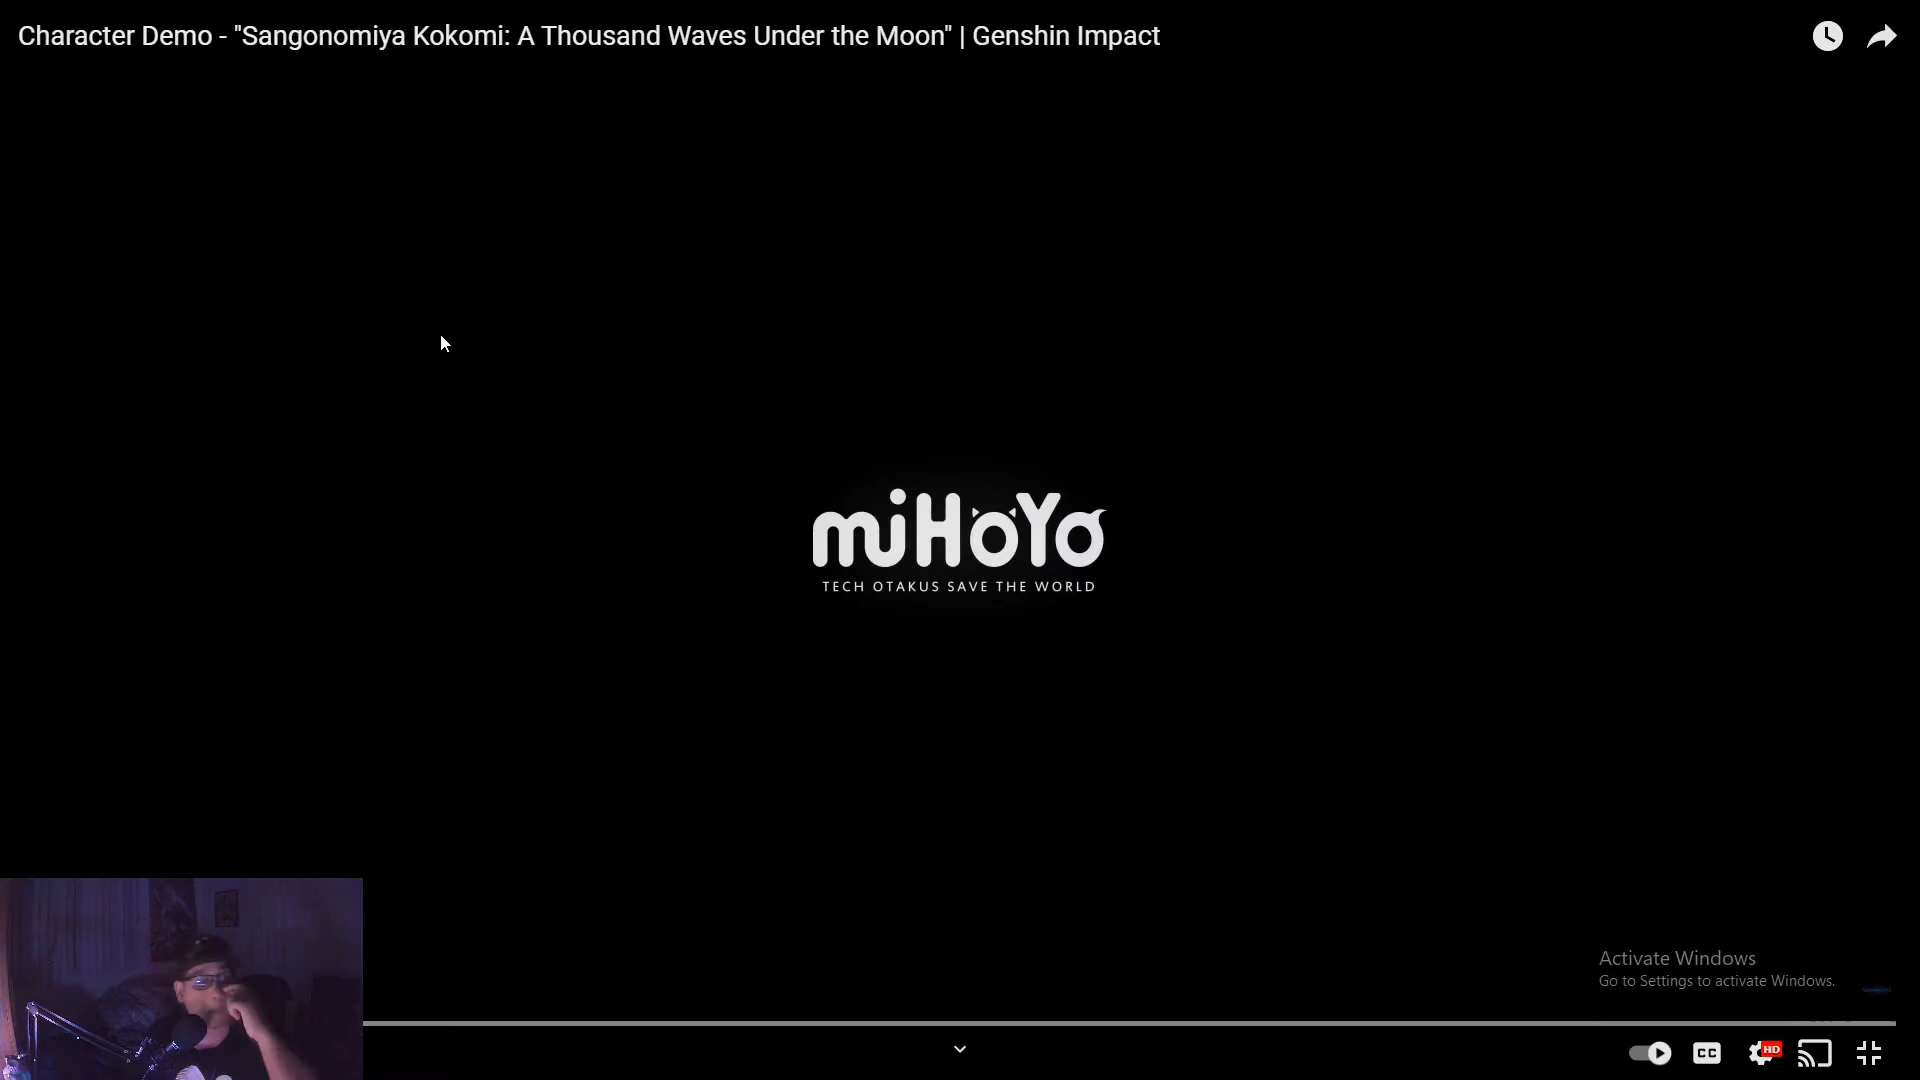 Character Demo - "Sangonomiya Kokomi: A Thousand Waves Under the Moon" | Genshin Impact
miHoYo
TECH OTAKUS SAVE THE WORLD
Activate Windows
Go to Settings to activate Windows.
CC
HD